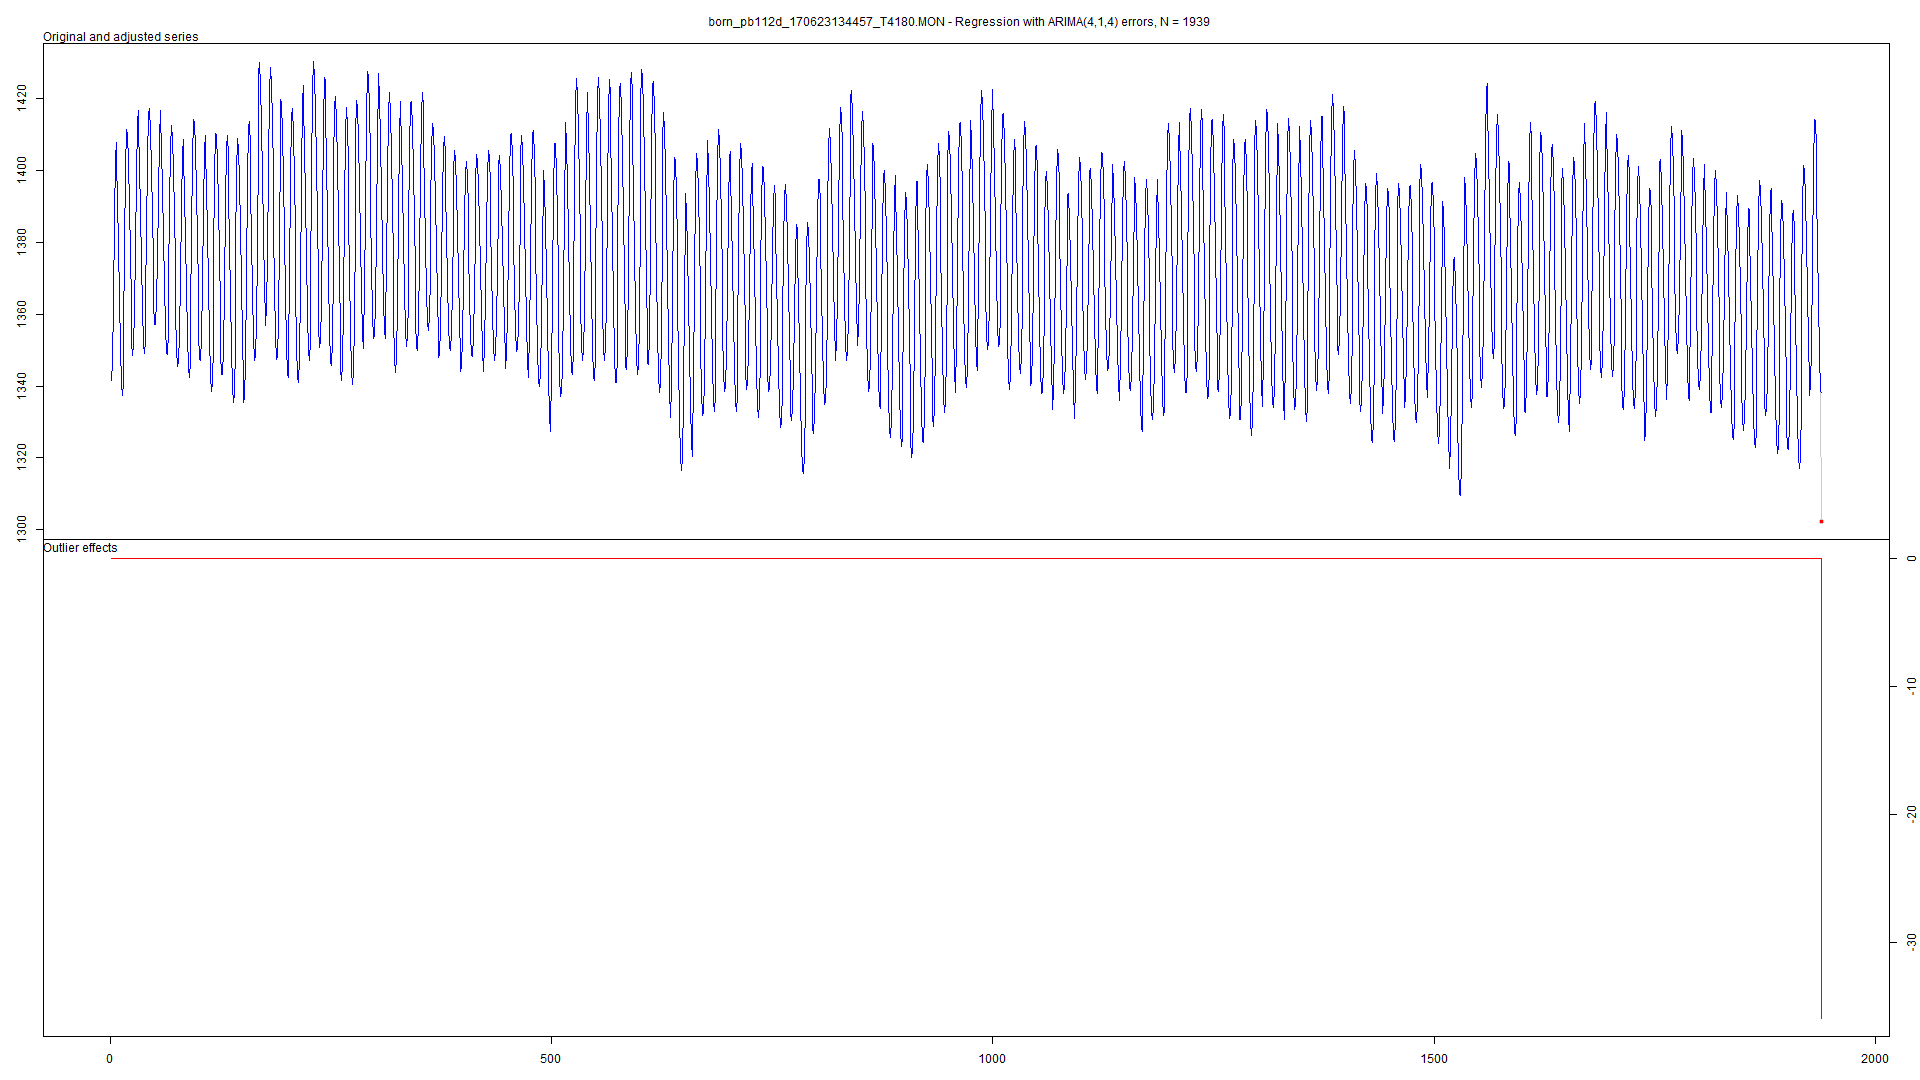 born_pb112d_170623134457_T4180.MON - Regression with ARIMA(4,1,4) errors, N = 1939
Original and adjusted series
1420
1400
1380
1360
1340
1320
1300
Outlier effects
0
-10
-20
-30
0 500 1000 1500 2000